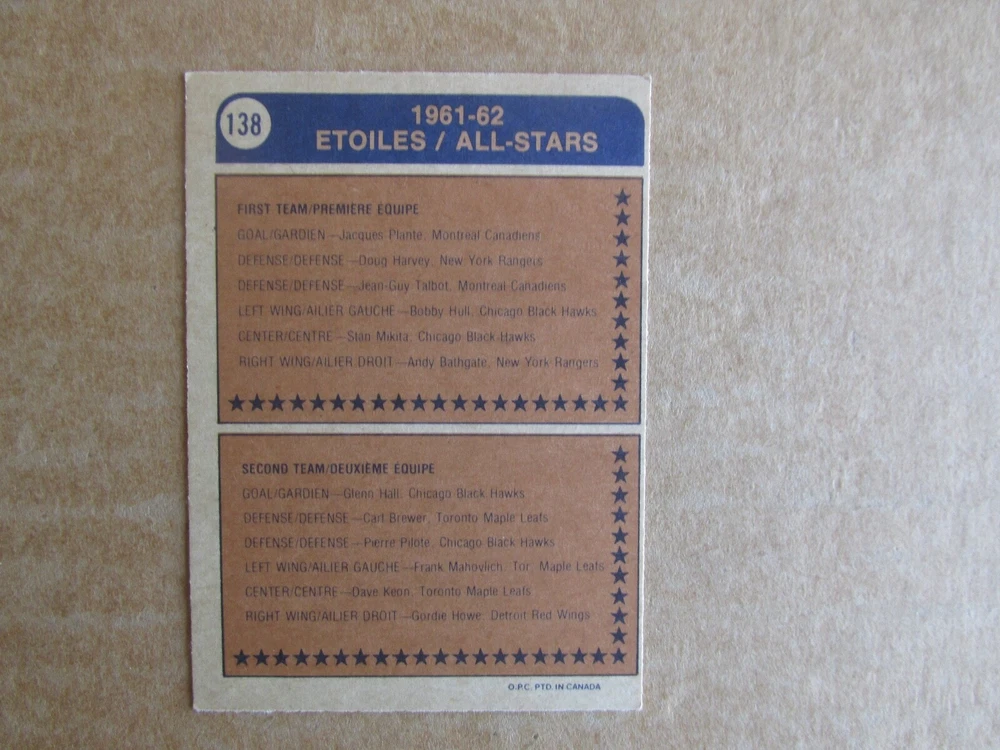 138
1961-62
ETOILES / ALL-STARS
FIRST TEAM/PREMIÈRE ÉQUIPE
GOAL/GARDIEN—Jacques Plante, Montreal Canadiens
DEFENSE/DEFENSE—Doug Harvey, New York Rangers
DEFENSE/DEFENSE—Jean-Guy Talbot, Montreal Canadiens
LEFT WING/AILIER GAUCHE—Bobby Hull, Chicago Black Hawks
CENTER/CENTRE—Stan Mikita, Chicago Black Hawks
RIGHT WING/AILIER DROIT—Andy Bathgate, New York Rangers
SECOND TEAM/DEUXIÈME ÉQUIPE
GOAL/GARDIEN—Glenn Hall, Chicago Black Hawks
DEFENSE/DEFENSE—Carl Brewer, Toronto Maple Leafs
DEFENSE/DEFENSE—Pierre Pilote, Chicago Black Hawks
LEFT WING/AILIER GAUCHE—Frank Mahovlich, Tor. Maple Leafs
CENTER/CENTRE—Dave Keon, Toronto Maple Leafs
RIGHT WING/AILIER DROIT—Gordie Howe, Detroit Red Wings
O.P.C. PTD. IN CANADA